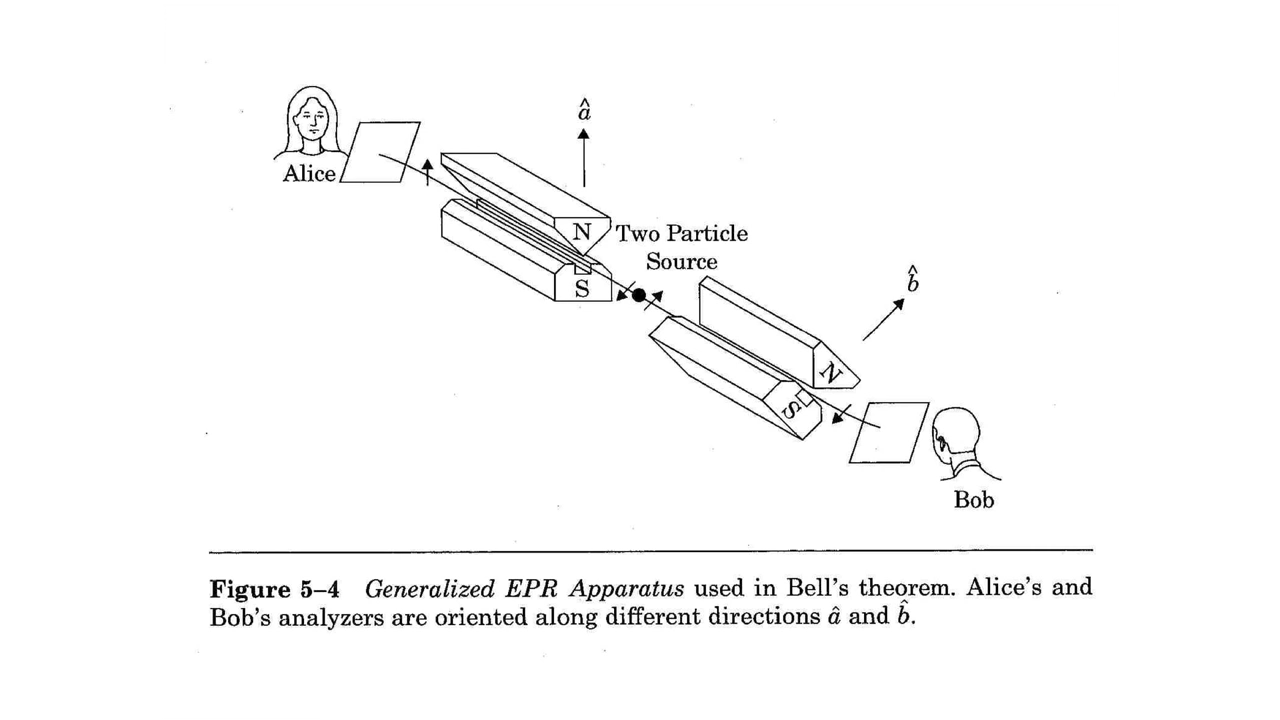 â
Alice
N
Two Particle
Source
S
b̂
N
S
Bob
Figure 5–4 Generalized EPR Apparatus used in Bell's theorem. Alice's and
Bob's analyzers are oriented along different directions â and b̂.